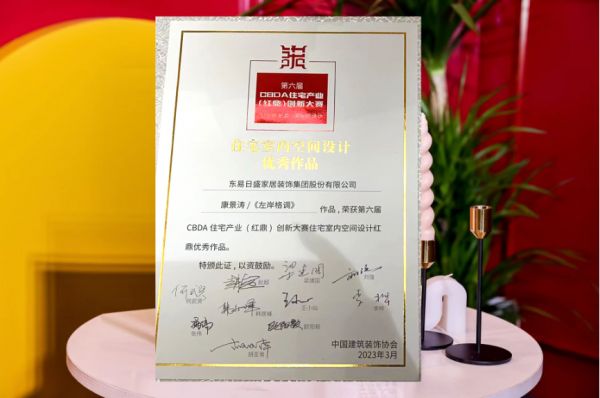 第六届
CBDA住宅产业
（红鼎）创新大赛
住宅室内空间设计
优秀作品
东易日盛家居装饰集团股份有限公司
康景涛 /《左岸格调》 作品，荣获第六届
CBDA 住宅产业（红鼎）创新大赛住宅室内空间设计红
鼎优秀作品。
特颁此证，以资鼓励。
中国建筑装饰协会
2023年3月